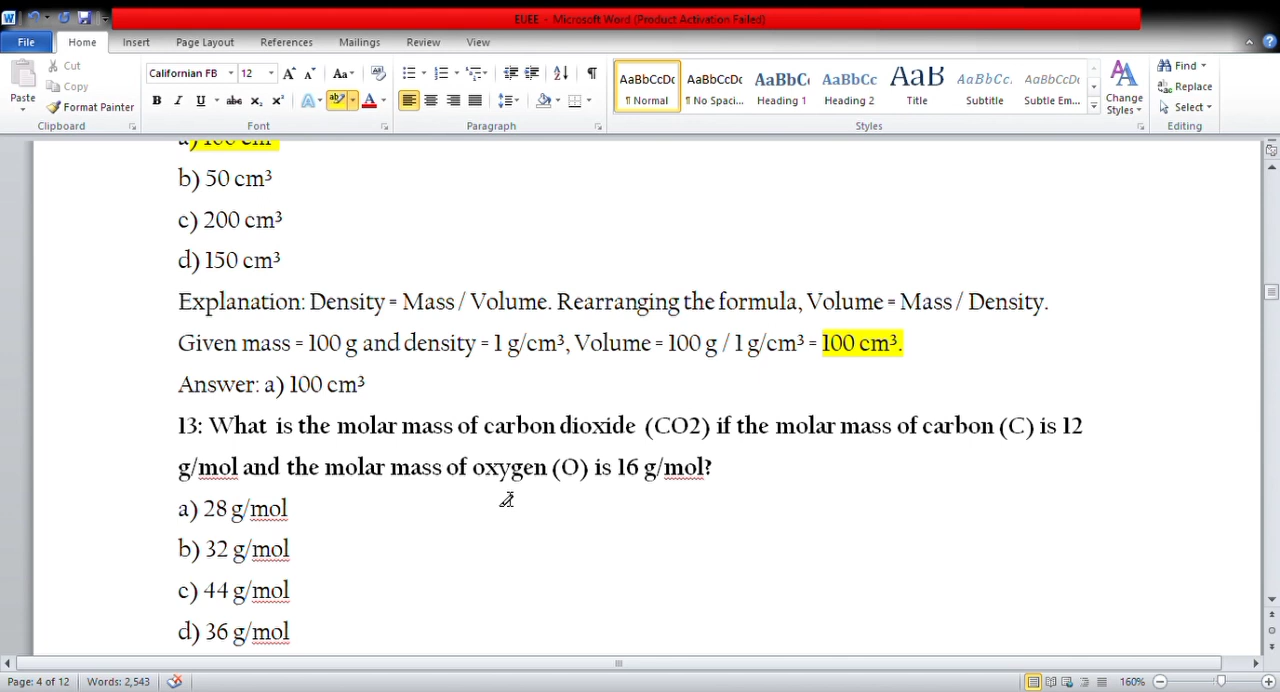 EUEE - Microsoft Word (Product Activation Failed)
File Home Insert Page Layout References Mailings Review View
Paste
Cut
Copy
Format Painter
Clipboard
Californian FB 12
Font
Paragraph
AaBbCcDc AaBbCcDc AaBbC AaBbCc AaB AaBbCcL AaBbCcDc
¶ Normal ¶ No Spaci... Heading 1 Heading 2 Title Subtitle Subtle Em...
Change
Styles
Styles
Find
Replace
Select
Editing
a) 100 cm³
b) 50 cm³
c) 200 cm³
d) 150 cm³
Explanation: Density = Mass / Volume. Rearranging the formula, Volume = Mass / Density.
Given mass = 100 g and density = 1 g/cm³, Volume = 100 g / 1 g/cm³ = 100 cm³.
Answer: a) 100 cm³
13: What is the molar mass of carbon dioxide (CO2) if the molar mass of carbon (C) is 12
g/mol and the molar mass of oxygen (O) is 16 g/mol?
a) 28 g/mol
b) 32 g/mol
c) 44 g/mol
d) 36 g/mol
Page: 4 of 12 Words: 2,543 160%